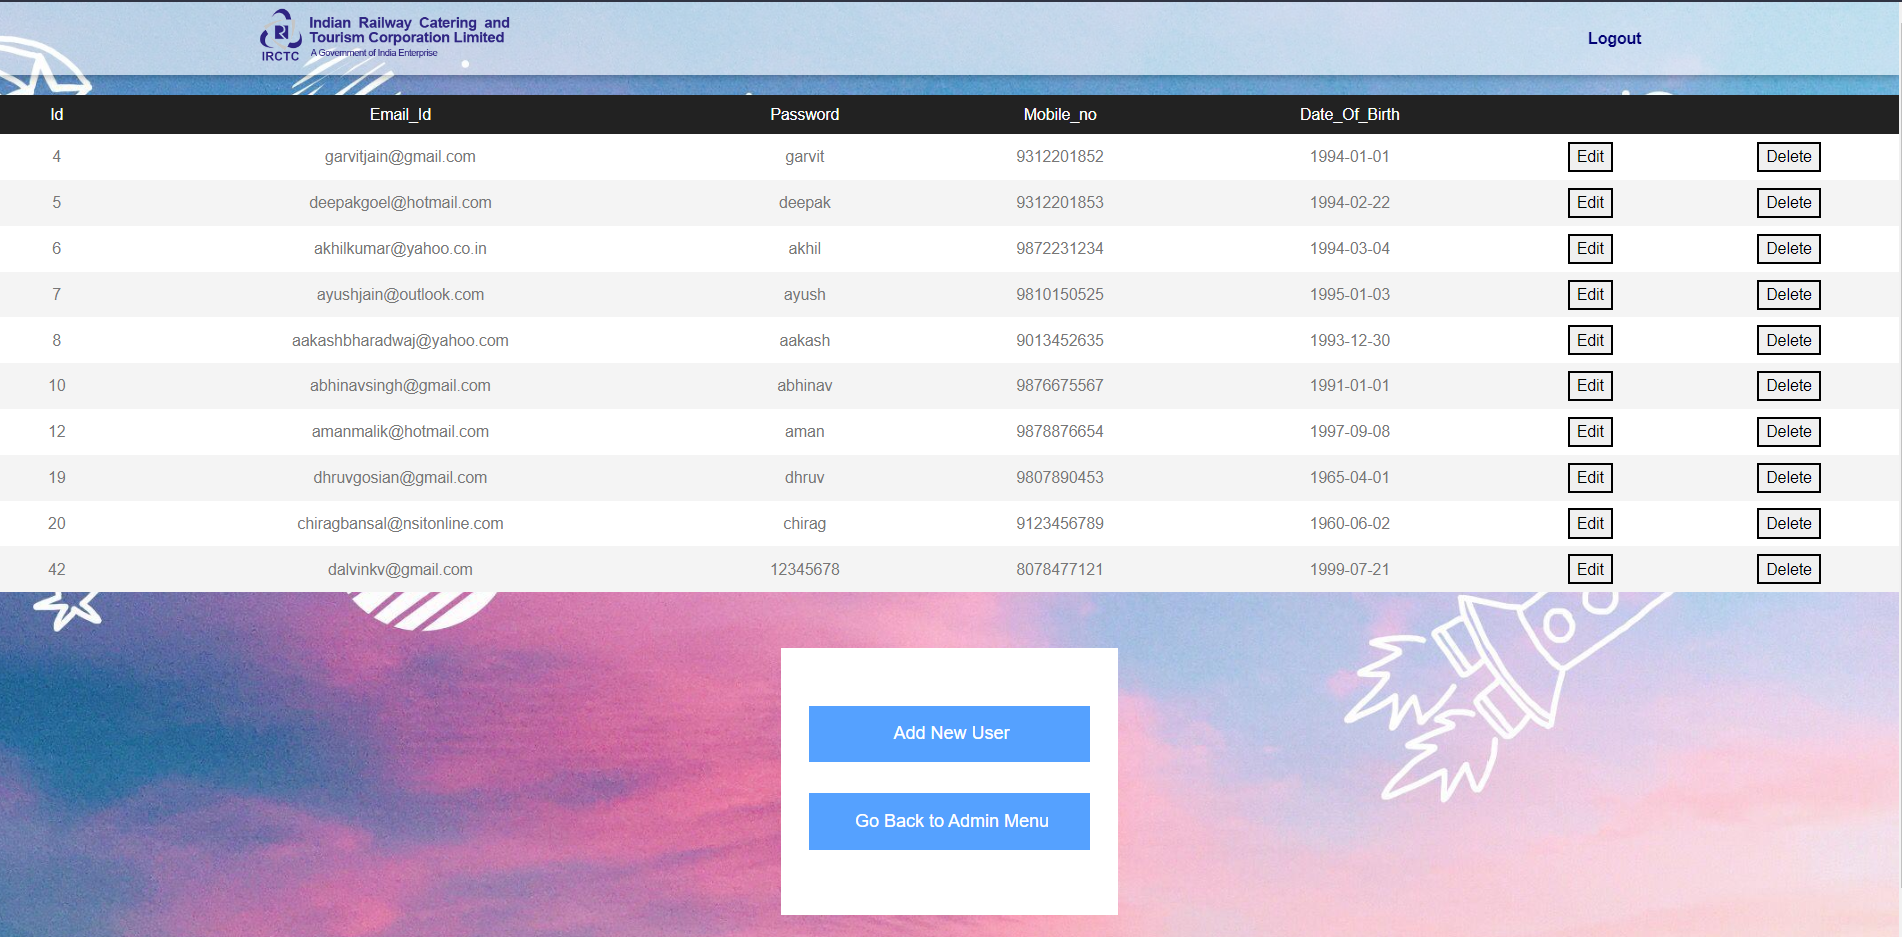 Indian Railway Catering and
Tourism Corporation Limited
A Government of India Enterprise
IRCTC
Logout
Id Email_Id Password Mobile_no Date_Of_Birth
4 garvitjain@gmail.com garvit 9312201852 1994-01-01 Edit Delete
5 deepakgoel@hotmail.com deepak 9312201853 1994-02-22 Edit Delete
6 akhilkumar@yahoo.co.in akhil 9872231234 1994-03-04 Edit Delete
7 ayushjain@outlook.com ayush 9810150525 1995-01-03 Edit Delete
8 aakashbharadwaj@yahoo.com aakash 9013452635 1993-12-30 Edit Delete
10 abhinavsingh@gmail.com abhinav 9876675567 1991-01-01 Edit Delete
12 amanmalik@hotmail.com aman 9878876654 1997-09-08 Edit Delete
19 dhruvgosian@gmail.com dhruv 9807890453 1965-04-01 Edit Delete
20 chiragbansal@nsitonline.com chirag 9123456789 1960-06-02 Edit Delete
42 dalvinkv@gmail.com 12345678 8078477121 1999-07-21 Edit Delete
Add New User
Go Back to Admin Menu